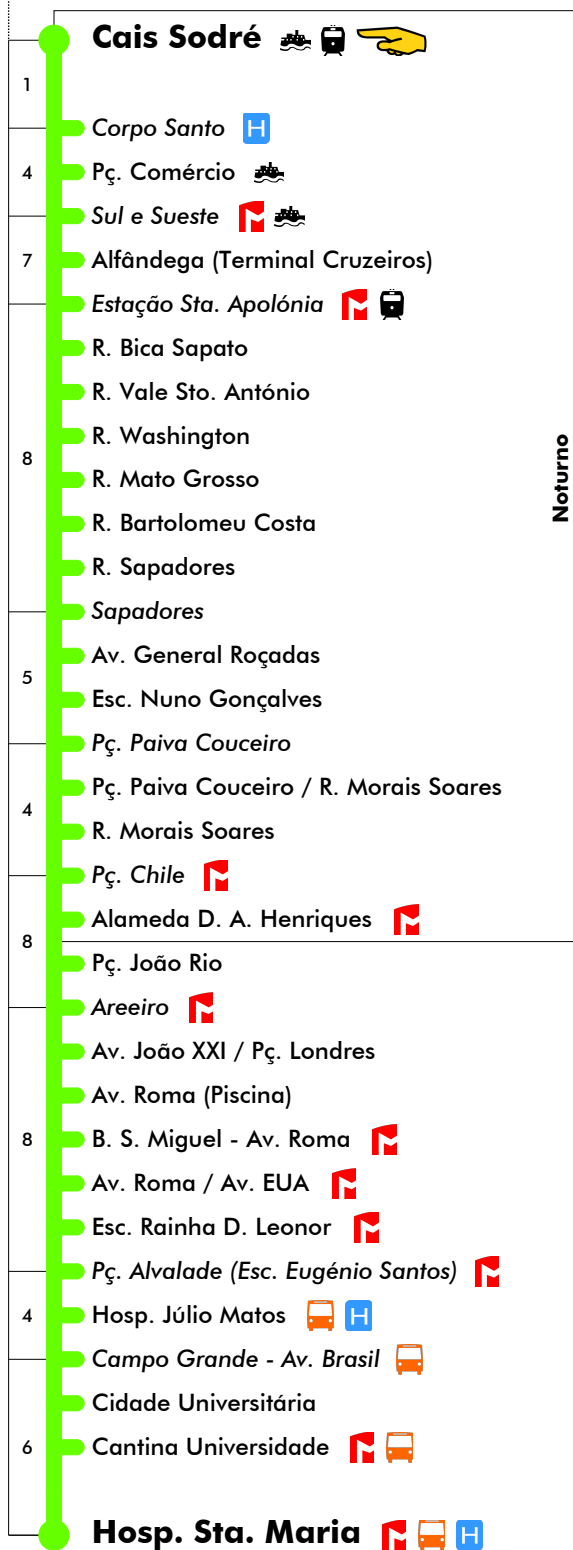 Cais Sodré
1
Corpo Santo H
4 Pç. Comércio
Sul e Sueste
7 Alfândega (Terminal Cruzeiros)
Estação Sta. Apolónia
R. Bica Sapato
R. Vale Sto. António
R. Washington
8
R. Mato Grosso
R. Bartolomeu Costa
R. Sapadores
Sapadores
Av. General Roçadas
5
Esc. Nuno Gonçalves
Pç. Paiva Couceiro
Pç. Paiva Couceiro / R. Morais Soares
4
R. Morais Soares
Pç. Chile
Alameda D. A. Henriques
8
Pç. João Rio
Areeiro
Av. João XXI / Pç. Londres
Av. Roma (Piscina)
8 B. S. Miguel - Av. Roma
Av. Roma / Av. EUA
Esc. Rainha D. Leonor
Pç. Alvalade (Esc. Eugénio Santos)
4 Hosp. Júlio Matos H
Campo Grande - Av. Brasil
Cidade Universitária
6 Cantina Universidade
Hosp. Sta. Maria H
Noturno